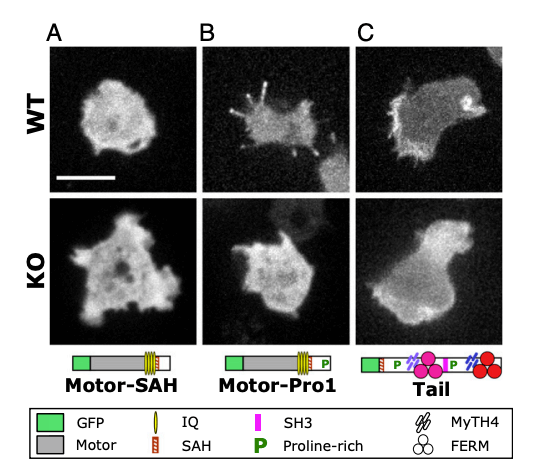 A B C
WT
KO
P P P
Motor-SAH Motor-Pro1 Tail
GFP IQ SH3 MyTH4
Motor SAH P Proline-rich FERM